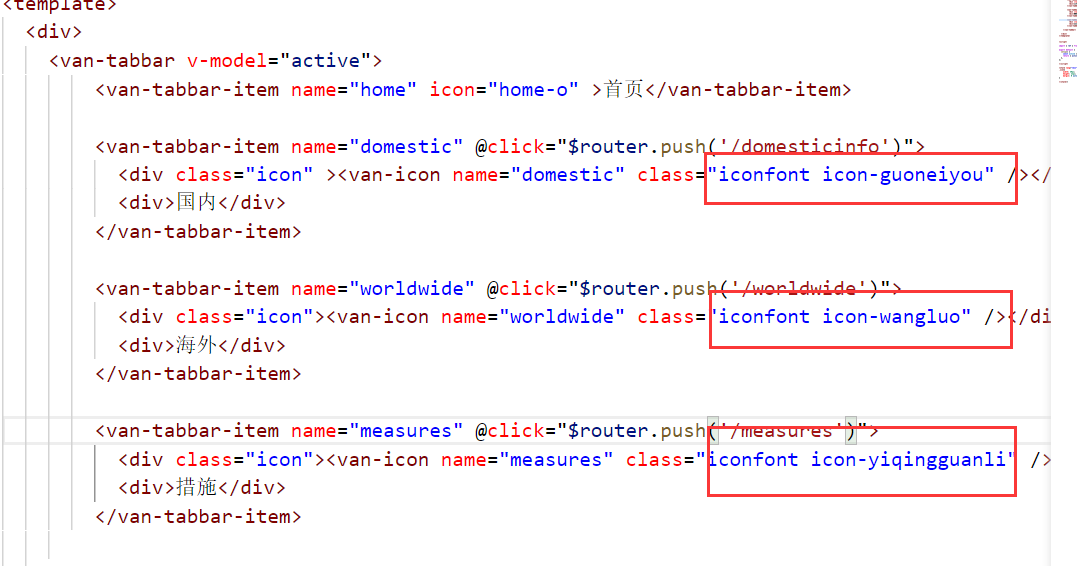 <template>
<div>
<van-tabbar v-model="active">
<van-tabbar-item name="home" icon="home-o" >首页</van-tabbar-item>
<van-tabbar-item name="domestic" @click="$router.push('/domesticinfo')">
<div class="icon" ><van-icon name="domestic" class="iconfont icon-guoneiyou" /></
<div>国内</div>
</van-tabbar-item>
<van-tabbar-item name="worldwide" @click="$router.push('/worldwide')">
<div class="icon"><van-icon name="worldwide" class="iconfont icon-wangluo" /></di
<div>海外</div>
</van-tabbar-item>
<van-tabbar-item name="measures" @click="$router.push('/measures')">
<div class="icon"><van-icon name="measures" class="iconfont icon-yiqingguanli" />
<div>措施</div>
</van-tabbar-item>